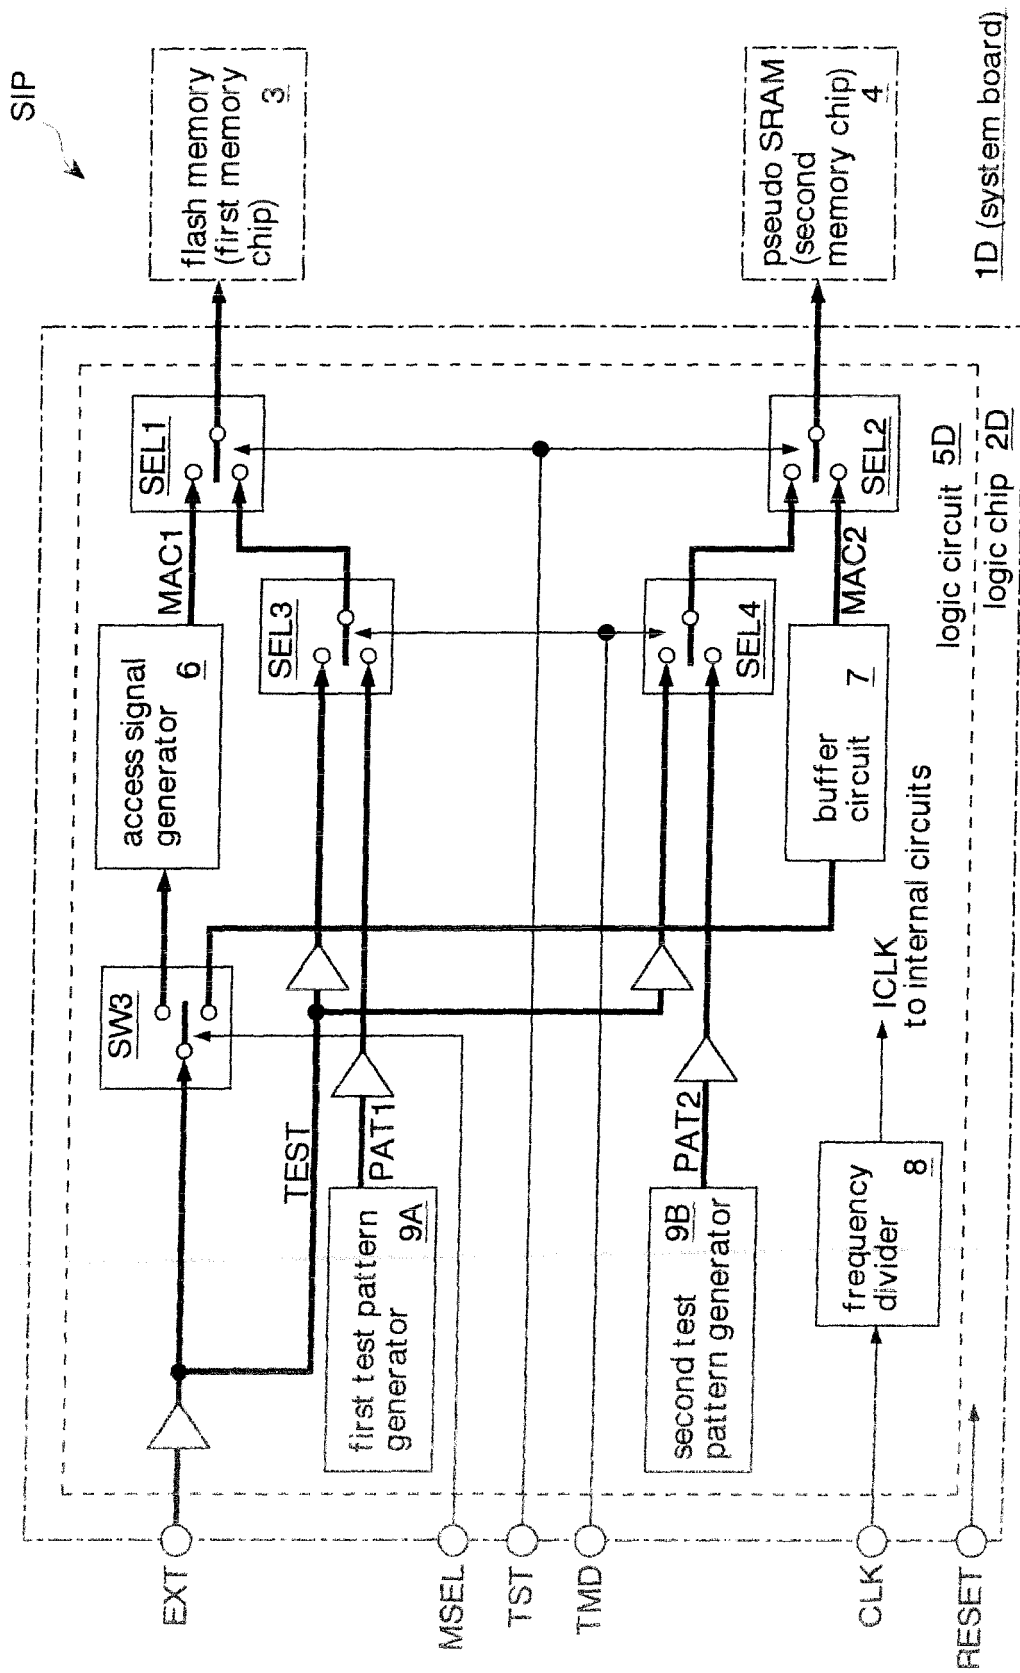 SIP
flash memory
(first memory
chip)
3
pseudo SRAM
(second
memory chip)
4
1D (system board)
SEL1
SEL2
MAC1
MAC2
SEL3
SEL4
logic circuit 5D
logic chip 2D
access signal
generator
6
buffer
circuit
7
SW3
ICLK
to internal circuits
TEST
PAT1
PAT2
first test pattern
generator
9A
second test
pattern generator
9B
frequency
divider
8
EXT
MSEL
TST
TMD
CLK
RESET